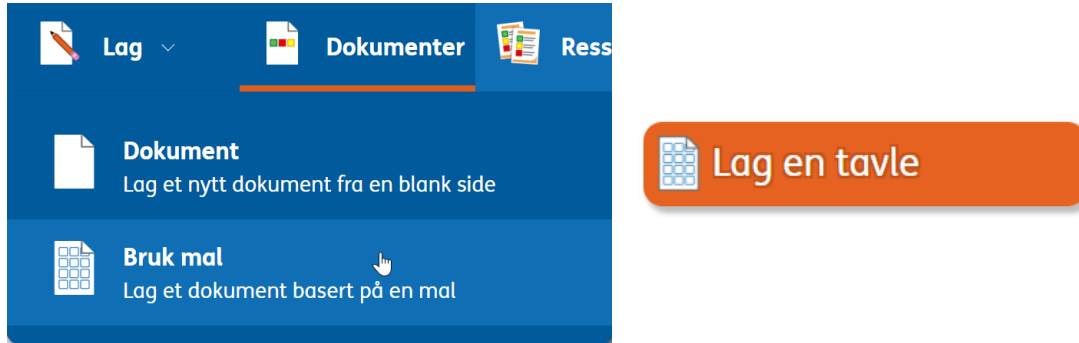 Lag
Dokumenter
Ress
Dokument
Lag et nytt dokument fra en blank side
Bruk mal
Lag et dokument basert på en mal
Lag en tavle